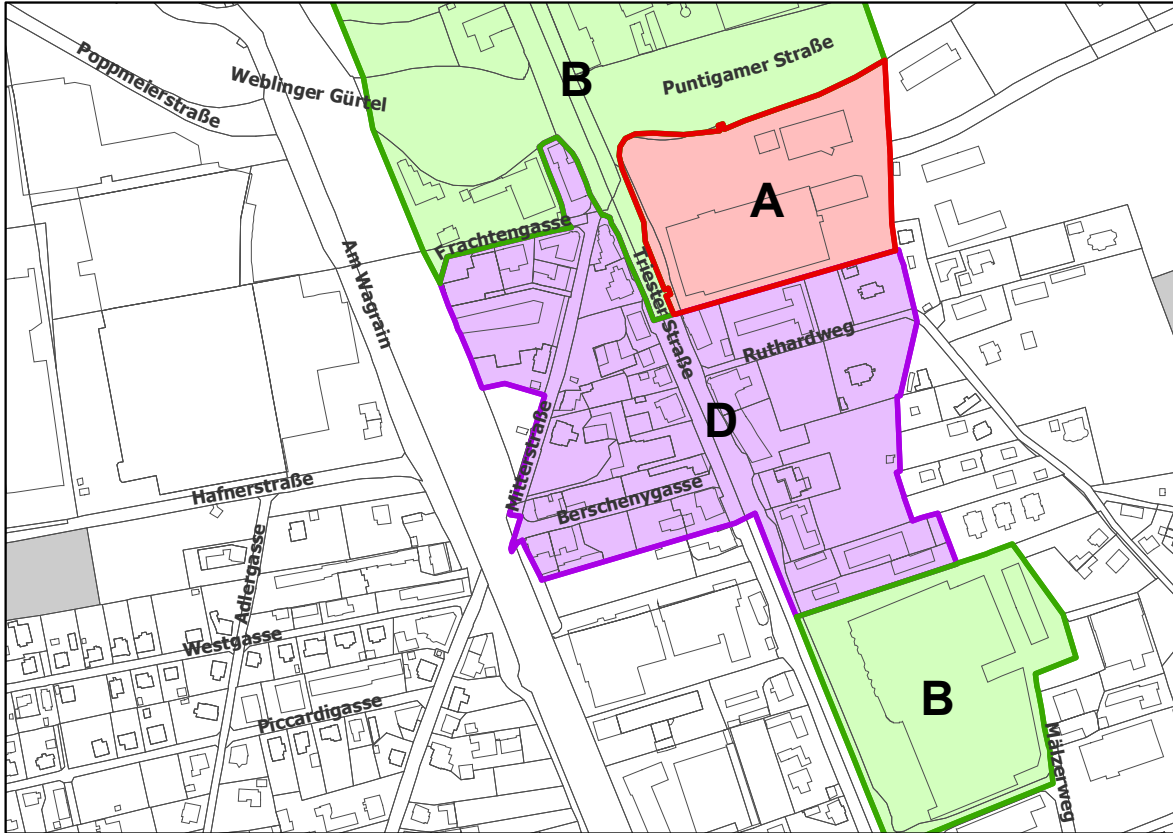 Poppmeierstraße
Weblinger Gürtel
B
Puntigamer Straße
A
Frachtengasse
Am Wagrain
Triester Straße
Ruthardweg
D
Mitterstraße
Hafnerstraße
Berschenygasse
Adlergasse
Westgasse
Piccardigasse
B
Mälzerweg